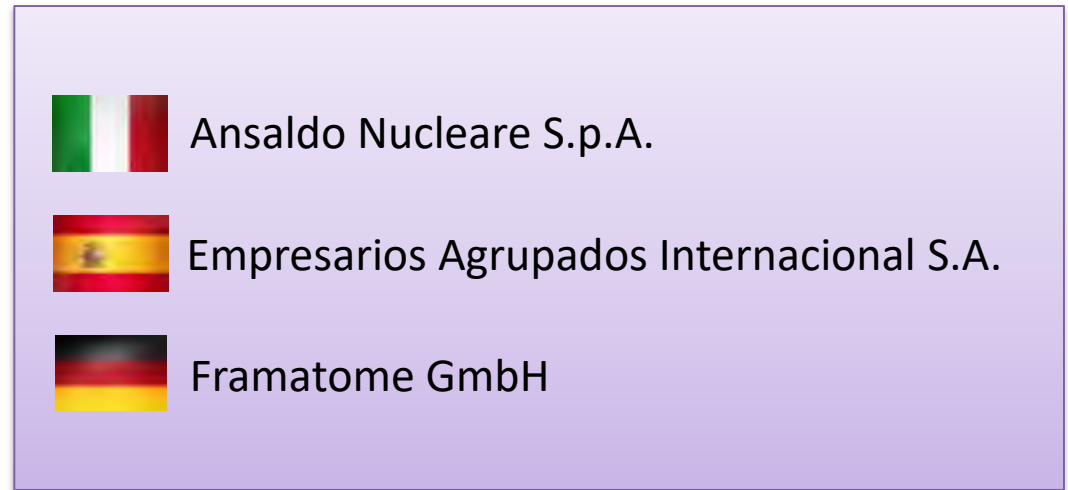 Ansaldo Nucleare S.p.A.
Empresarios Agrupados Internacional S.A.
Framatome GmbH